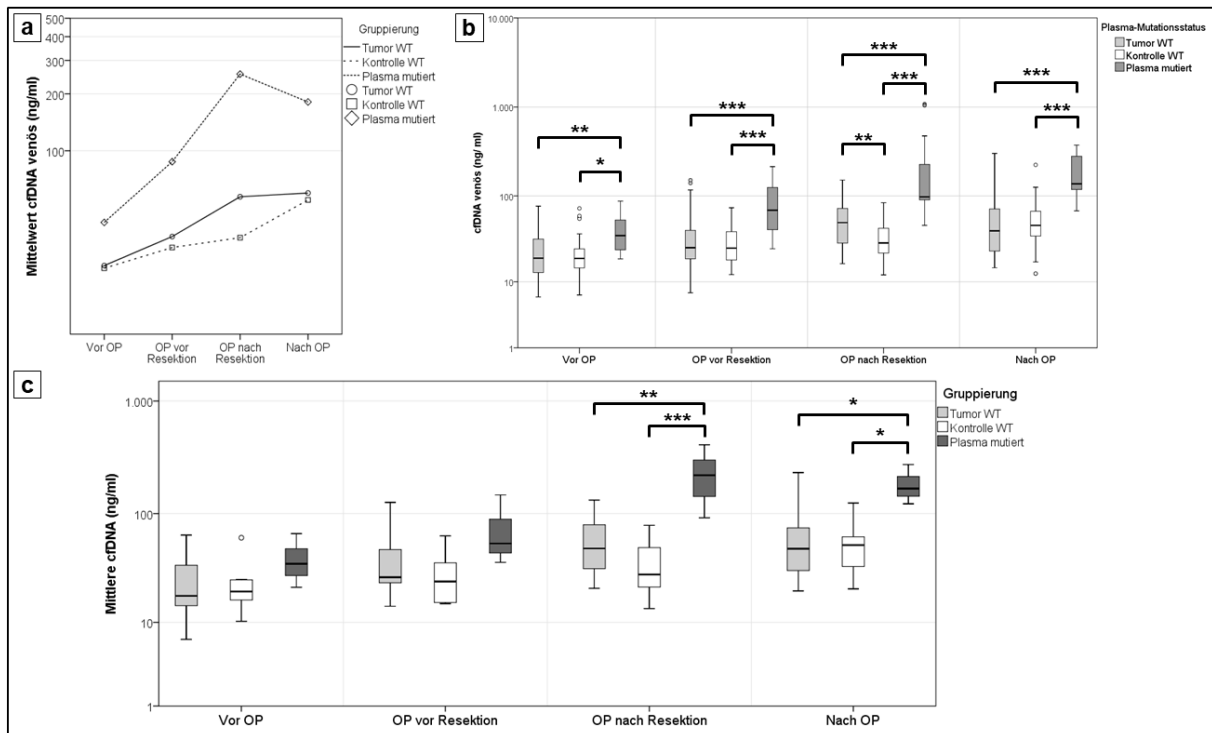 a
Mittelwert cfDNA venös (ng/ml)
500
400
300
200
100
Vor OP
OP vor
Resektion
OP nach
Resektion
Nach OP
Gruppierung
Tumor WT
Kontrolle WT
Plasma mutiert
Tumor WT
Kontrolle WT
Plasma mutiert
b
cfDNA venös (ng/ ml)
10.000
1.000
100
10
1
**
*
***
***
***
***
**
***
***
Vor OP
OP vor Resektion
OP nach Resektion
Nach OP
Plasma-Mutationsstatus
Tumor WT
Kontrolle WT
Plasma mutiert
c
Mittlere cfDNA (ng/ml)
1.000
100
10
1
**
***
*
*
Vor OP
OP vor Resektion
OP nach Resektion
Nach OP
Gruppierung
Tumor WT
Kontrolle WT
Plasma mutiert